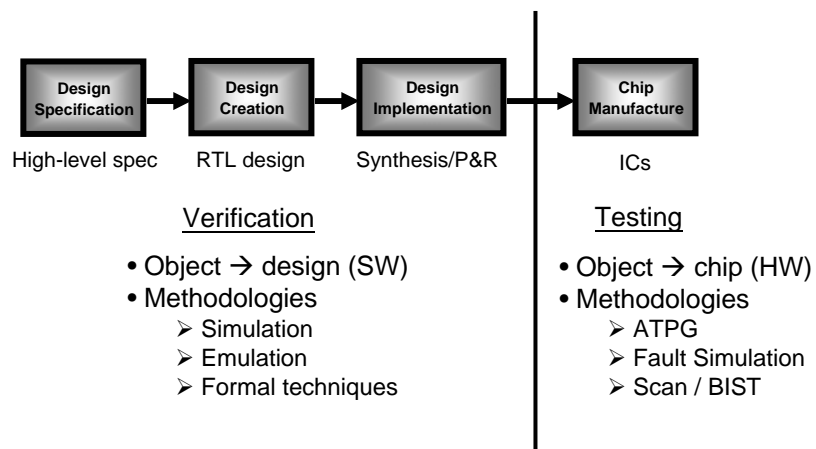 Design
Specification
Design
Creation
Design
Implementation
Chip
Manufacture
High-level spec
RTL design
Synthesis/P&R
ICs
Verification
• Object → design (SW)
• Methodologies
➢ Simulation
➢ Emulation
➢ Formal techniques
Testing
• Object → chip (HW)
• Methodologies
➢ ATPG
➢ Fault Simulation
➢ Scan / BIST